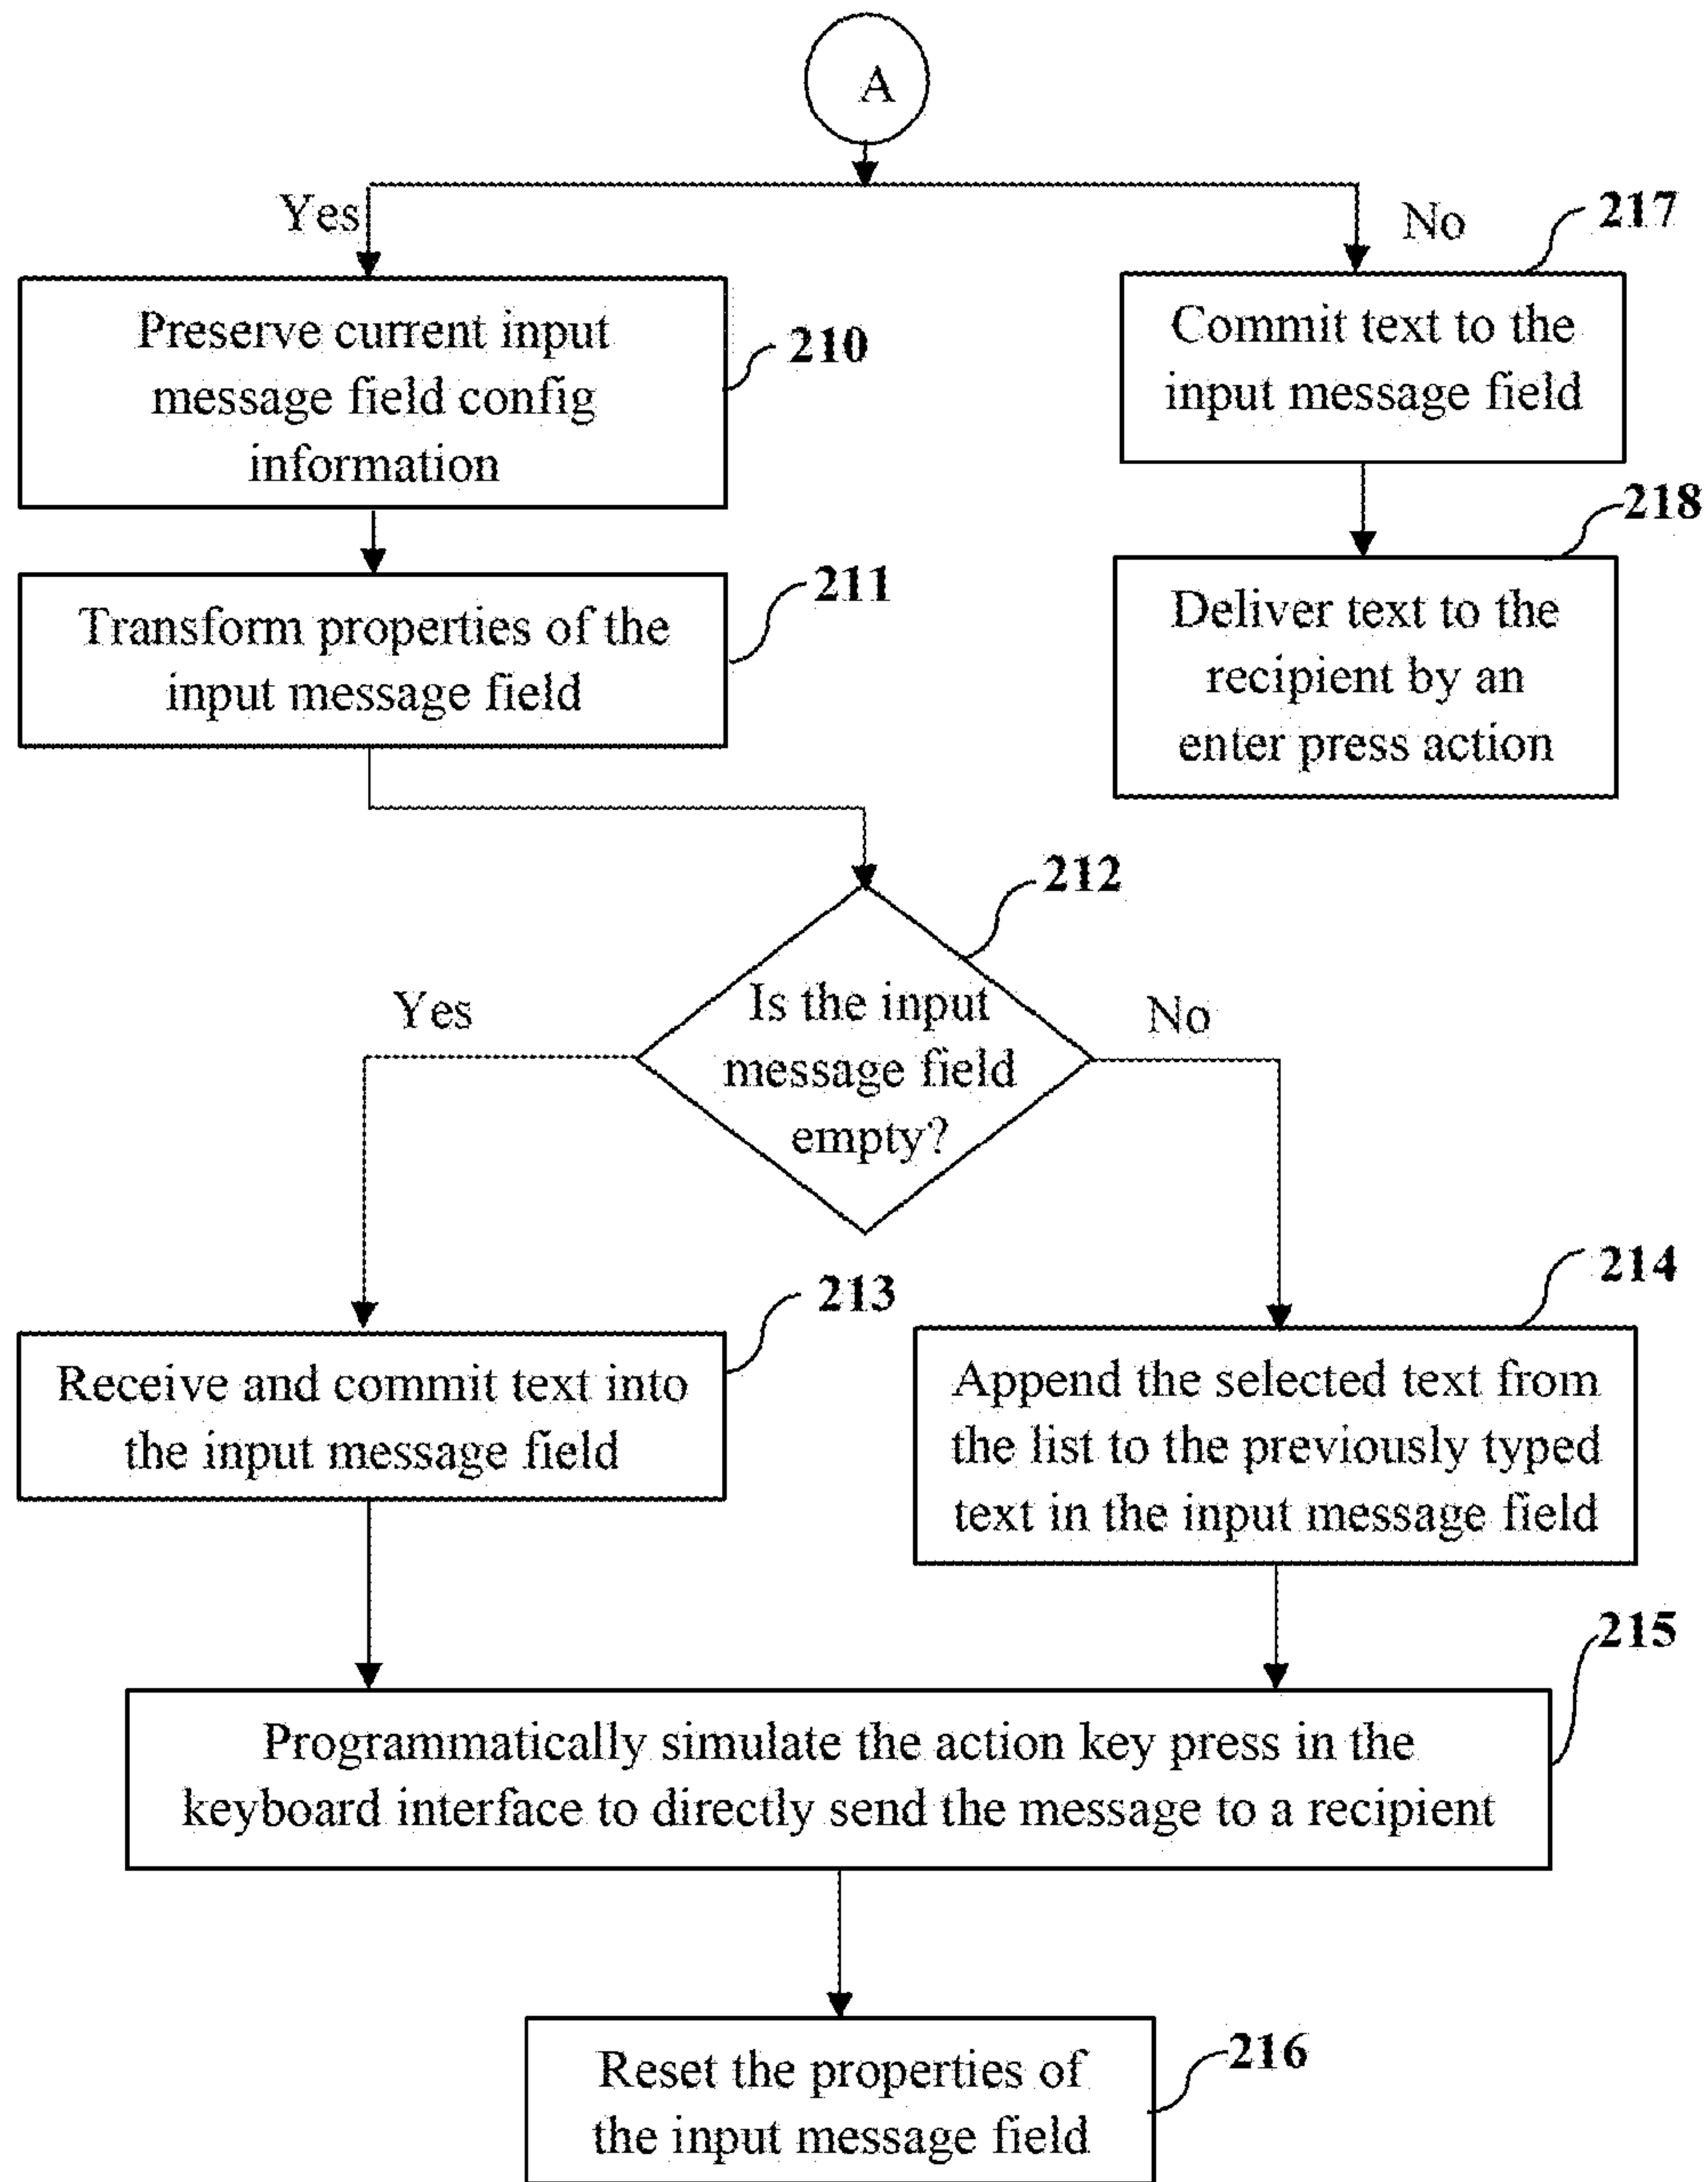 A
Yes
No
217
Preserve current input
message field config
information
210
Commit text to the
input message field
218
Transform properties of the
input message field
211
Deliver text to the
recipient by an
enter press action
212
Is the input
message field
empty?
Yes
No
213
Receive and commit text into
the input message field
214
Append the selected text from
the list to the previously typed
text in the input message field
215
Programmatically simulate the action key press in the
keyboard interface to directly send the message to a recipient
216
Reset the properties of
the input message field